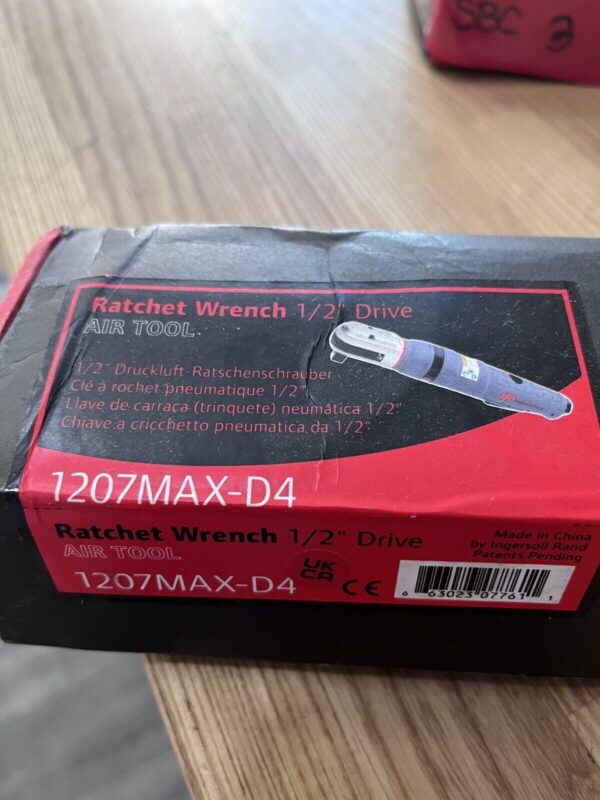 SBC 3
Ratchet Wrench 1/2" Drive
AIR TOOL
1/2" Druckluft-Ratschenschrauber
Clé à rochet pneumatique 1/2"
Llave de carraca (trinquete) neumática 1/2"
Chiave a cricchetto pneumatica da 1/2"
1207MAX-D4
Ratchet Wrench 1/2" Drive
AIR TOOL
1207MAX-D4
UK
CA
CE
Made in China
by Ingersoll Rand
Patents Pending
6 63023 07761 1